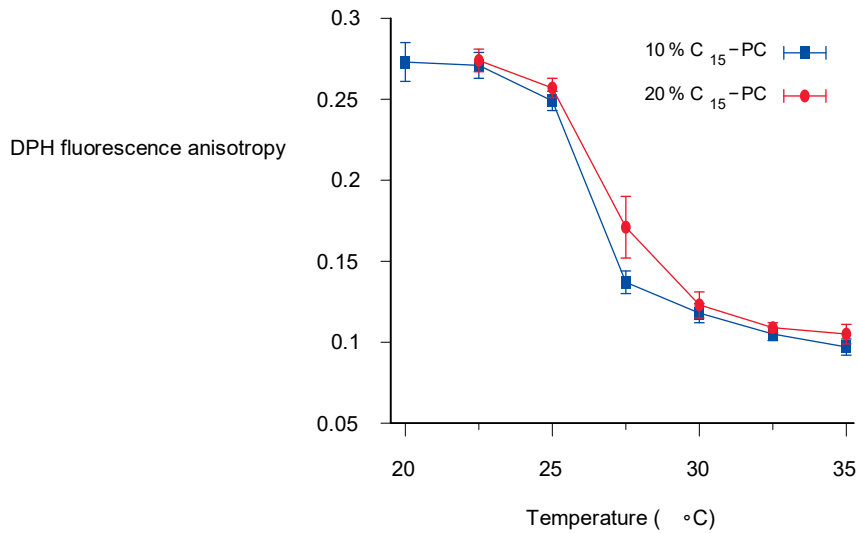 0.3
10 % C 15–PC
20 % C 15–PC
0.25
DPH fluorescence anisotropy
0.2
0.15
0.1
0.05
20 25 30 35
Temperature ( °C)